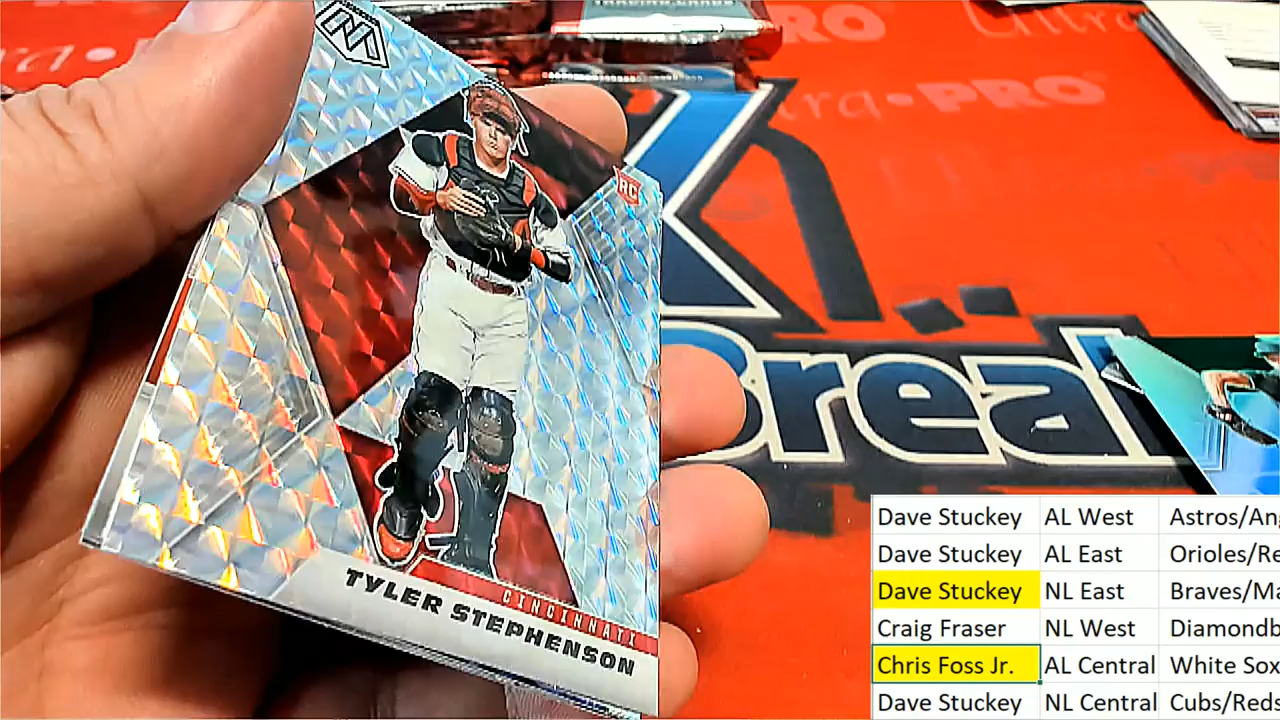 PRO
ultra•PRO
RC
Break
CINCINNATI
TYLER STEPHENSON
Dave Stuckey AL West Astros/An
Dave Stuckey AL East Orioles/Re
Dave Stuckey NL East Braves/Ma
Craig Fraser NL West Diamondb
Chris Foss Jr. AL Central White Sox
Dave Stuckey NL Central Cubs/Reds